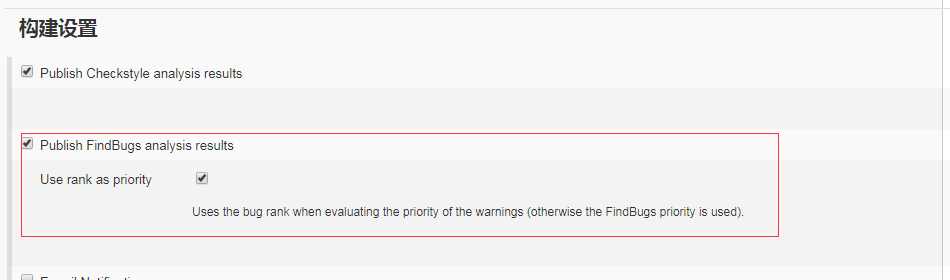 构建设置
Publish Checkstyle analysis results
Publish FindBugs analysis results
Use rank as priority
Uses the bug rank when evaluating the priority of the warnings (otherwise the FindBugs priority is used).